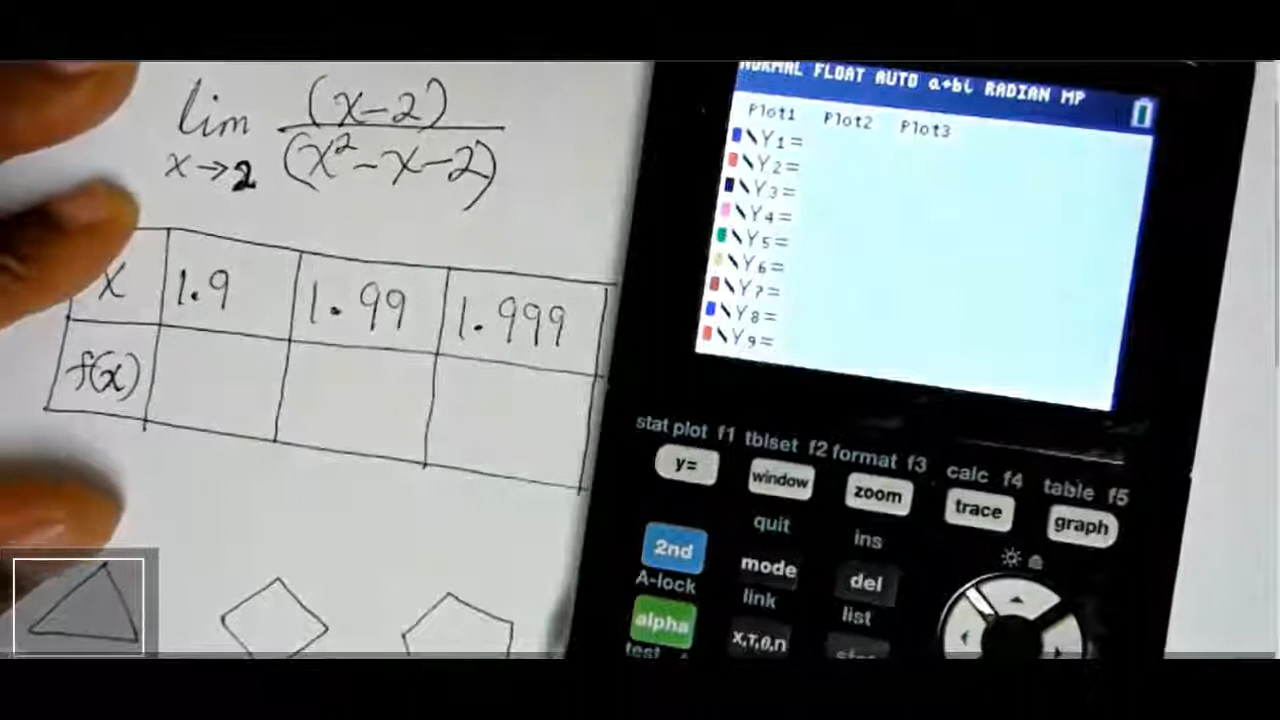 lim (x-2)
x→2 (x²-x-2)
x 1.9 1.99 1.999
f(x)
NORMAL FLOAT AUTO a+bi RADIAN MP
Plot1 Plot2 Plot3
\Y1=
\Y2=
\Y3=
\Y4=
\Y5=
\Y6=
\Y7=
\Y8=
\Y9=
stat plot f1 tblset f2 format f3 calc f4 table f5
y= window zoom trace graph
quit ins
2nd mode del
A-lock link list
alpha X,T,θ,n